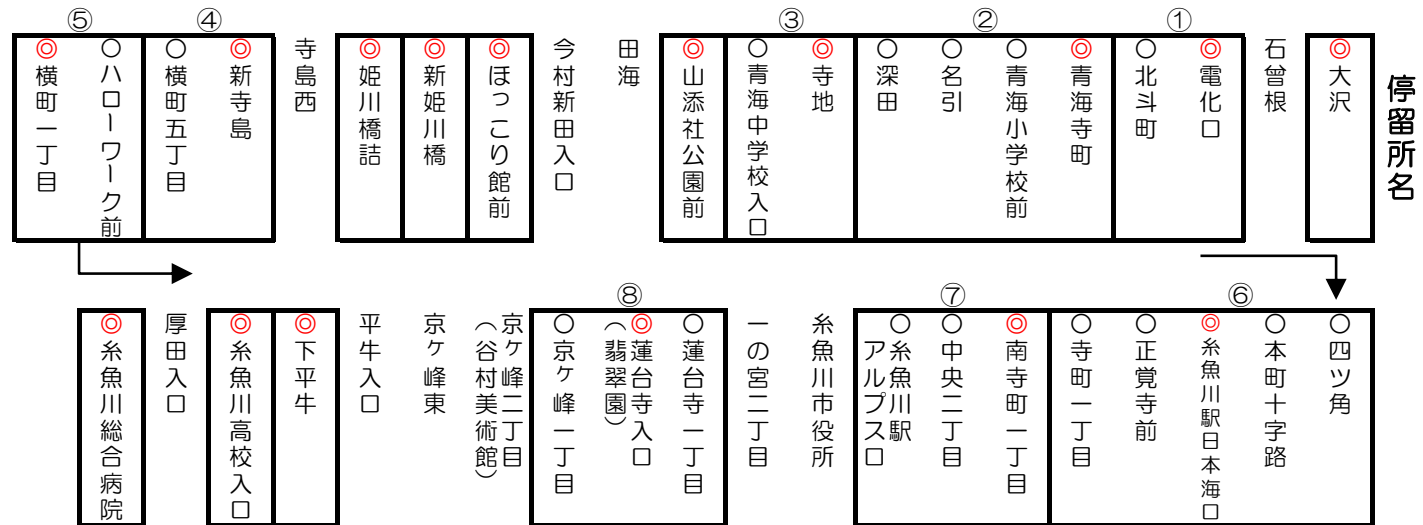 停留所名
◎大沢
石曾根
①
◎電化口
○北斗町
②
◎青海寺町
○青海小学校前
○名引
○深田
③
◎寺地
○青海中学校入口
◎山添社公園前
田海
今村新田入口
◎ほっこり館前
◎新姫川橋
◎姫川橋詰
寺島西
④
◎新寺島
○横町五丁目
⑤
○ハローワーク前
◎横町一丁目
⑥
○四ツ角
○本町十字路
◎糸魚川駅日本海口
○正覚寺前
○寺町一丁目
⑦
◎南寺町一丁目
○中央二丁目
○糸魚川駅
アルプス口
糸魚川市役所
一の宮二丁目
⑧
○蓮台寺一丁目
◎蓮台寺入口
（翡翠園）
○京ケ峰一丁目
京ケ峰二丁目
（谷村美術館）
京ケ峰東
平牛入口
◎下平牛
◎糸魚川高校入口
厚田入口
◎糸魚川総合病院